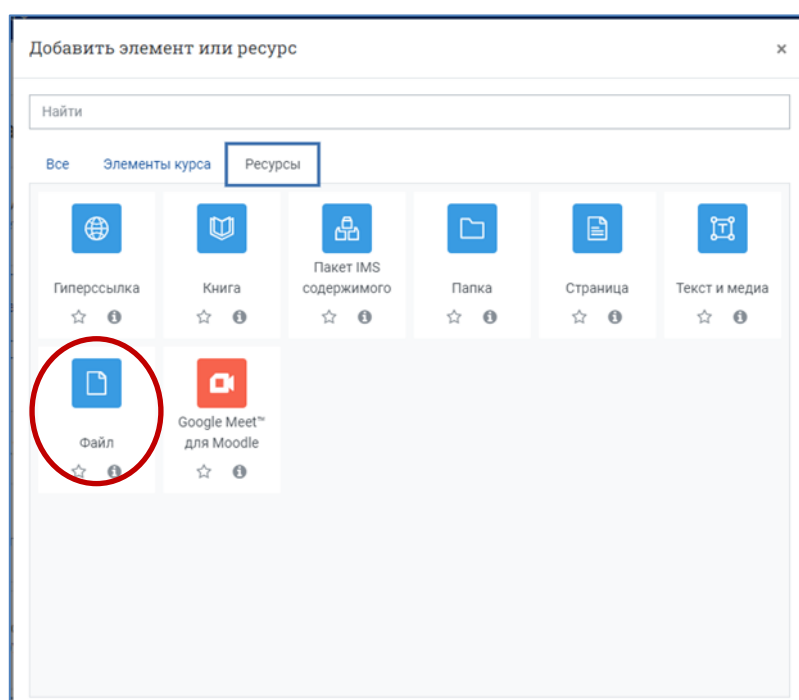 Добавить элемент или ресурс
Найти
Все Элементы курса Ресурсы
Гиперссылка
Книга
Пакет IMS
содержимого
Папка
Страница
Текст и медиа
Файл
Google Meet™
для Moodle